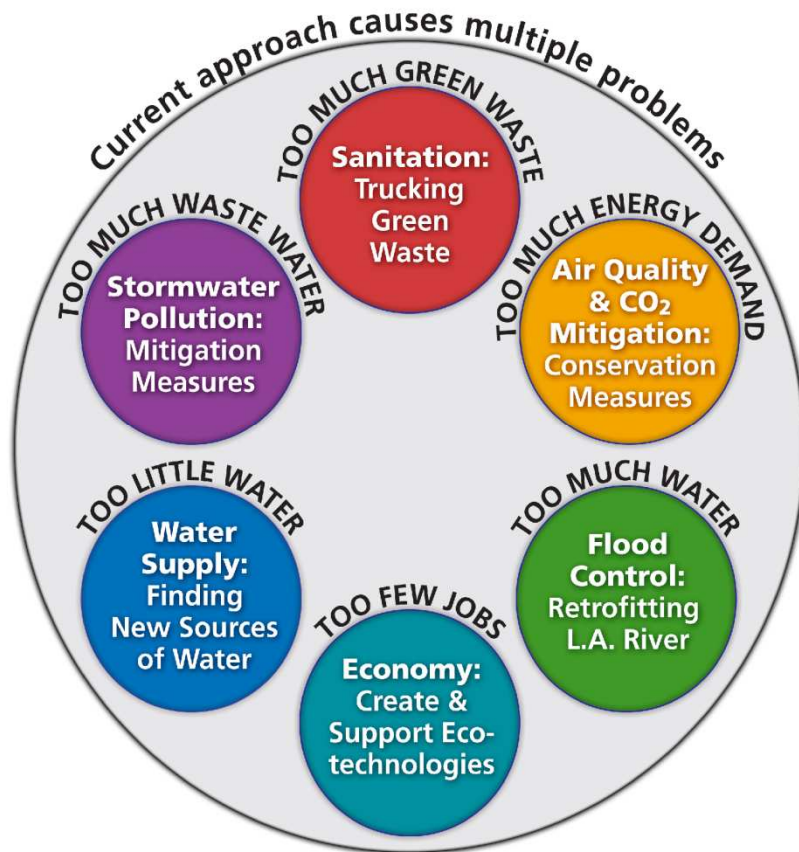 Current approach causes multiple problems
TOO MUCH GREEN WASTE
Sanitation:
Trucking
Green
Waste
TOO MUCH ENERGY DEMAND
Air Quality
& CO₂
Mitigation:
Conservation
Measures
TOO MUCH WATER
Flood
Control:
Retrofitting
L.A. River
TOO FEW JOBS
Economy:
Create &
Support Eco-
technologies
TOO LITTLE WATER
Water
Supply:
Finding
New Sources
of Water
TOO MUCH WASTE WATER
Stormwater
Pollution:
Mitigation
Measures